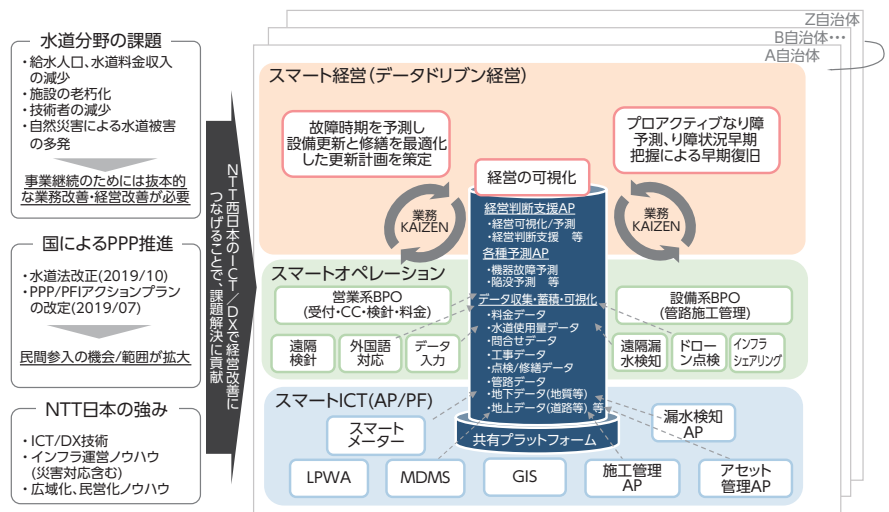 水道分野の課題
・給水人口、水道料金収入
の減少
・施設の老朽化
・技術者の減少
・自然災害による水道被害
の多発
事業継続のためには抜本的
な業務改善・経営改善が必要
国によるPPP推進
・水道法改正(2019/10)
・PPP/PFIアクションプラン
の改定(2019/07)
民間参入の機会/範囲が拡大
NTT日本の強み
・ICT/DX技術
・インフラ運営ノウハウ
(災害対応含む)
・広域化、民営化ノウハウ
NTT西日本のICT/DXで経営改善に
つなげることで、課題解決に貢献
Z自治体
B自治体…
A自治体
スマート経営(データドリブン経営)
故障時期を予測し
設備更新と修繕を最適化
した更新計画を策定
プロアクティブなり障
予測、り障状況早期
把握による早期復旧
業務
KAIZEN
経営の可視化
業務
KAIZEN
経営判断支援AP
・経営可視化/予測
・経営判断支援 等
各種予測AP
・機器故障予測
・陥没予測 等
データ収集・蓄積・可視化
・料金データ
・水道使用量データ
・問合せデータ
・工事データ
・点検/修繕データ
・管路データ
・地下データ(地質等)
・地上データ(道路等) 等
共有プラットフォーム
スマートオペレーション
営業系BPO
(受付・CC・検針・料金)
遠隔
検針
外国語
対応
データ
入力
設備系BPO
(管路施工管理)
遠隔漏
水検知
ドロー
ン点検
インフラ
シェアリング
スマートICT(AP/PF)
スマート
メーター
漏水検知
AP
LPWA
MDMS
GIS
施工管理
AP
アセット
管理AP